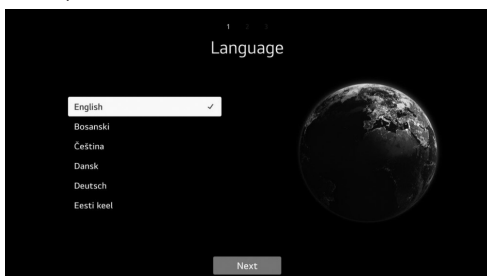 1 2 3
Language
English
Bosanski
Čeština
Dansk
Deutsch
Eesti keel
Next